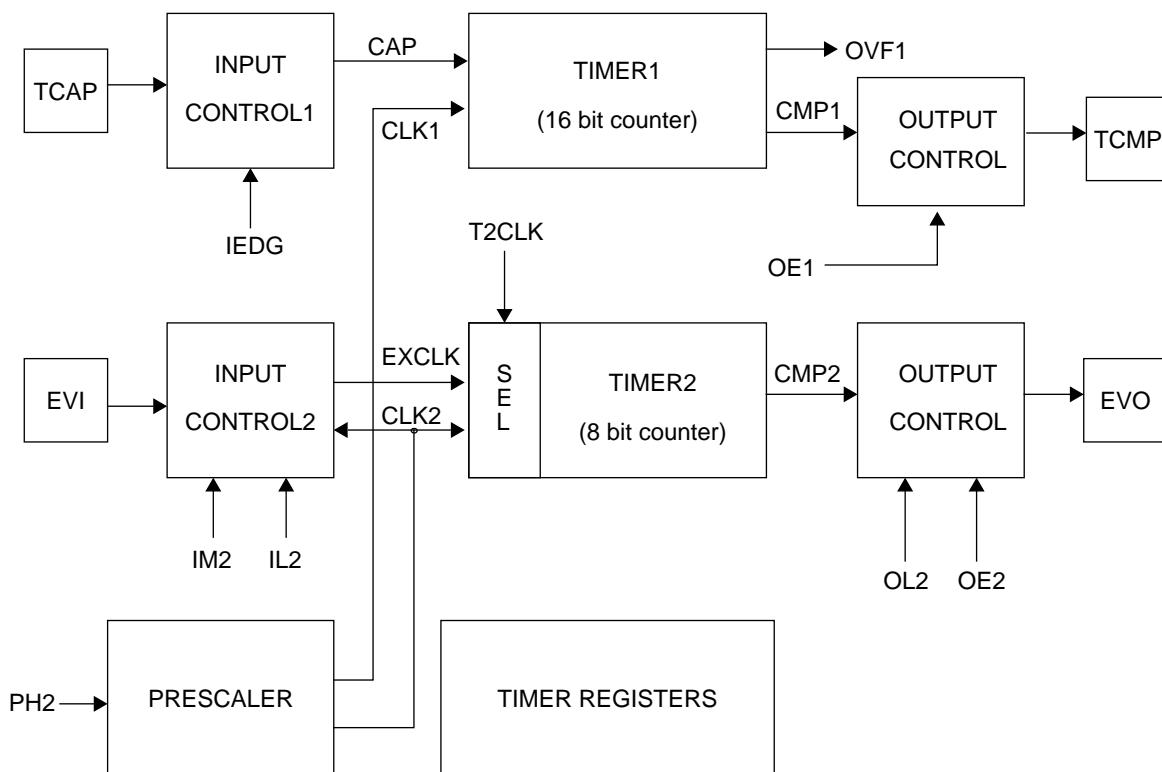 CAP
INPUT
CONTROL1
TCAP
TIMER1
(16 bit counter)
OVF1
CLK1
CMP1
OUTPUT
CONTROL
TCMP
IEDG
T2CLK
OE1
INPUT
CONTROL2
EVI
EXCLK
CLK2
SEL
TIMER2
(8 bit counter)
CMP2
OUTPUT
CONTROL
EVO
IM2
IL2
OL2
OE2
PH2
PRESCALER
TIMER REGISTERS